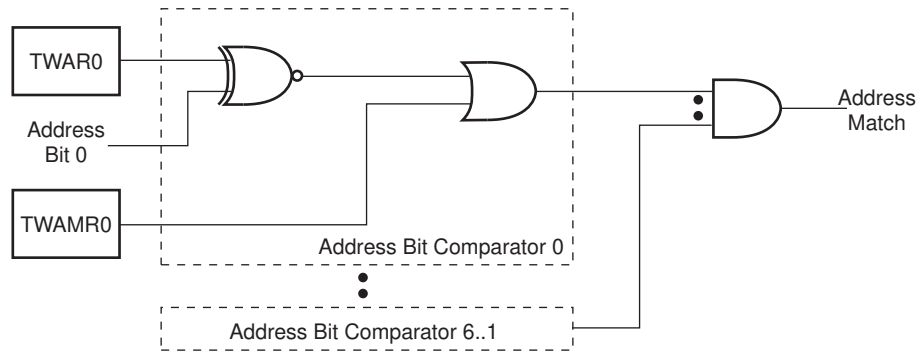 TWAR0
Address
Bit 0
TWAMR0
Address Bit Comparator 0
Address Bit Comparator 6..1
Address
Match